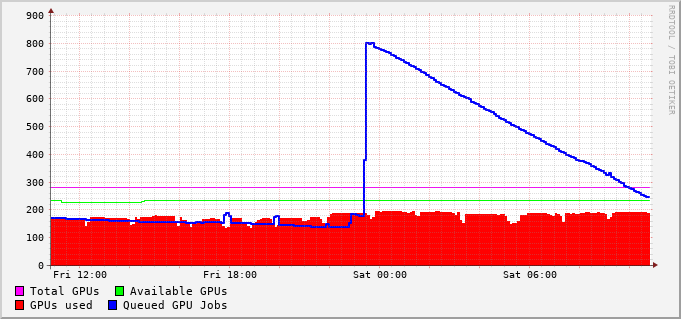 900
800
700
600
500
400
300
200
100
0
Fri 12:00 Fri 18:00 Sat 00:00 Sat 06:00
Total GPUs Available GPUs
GPUs used Queued GPU Jobs
RRDTOOL / TOBI OETIKER